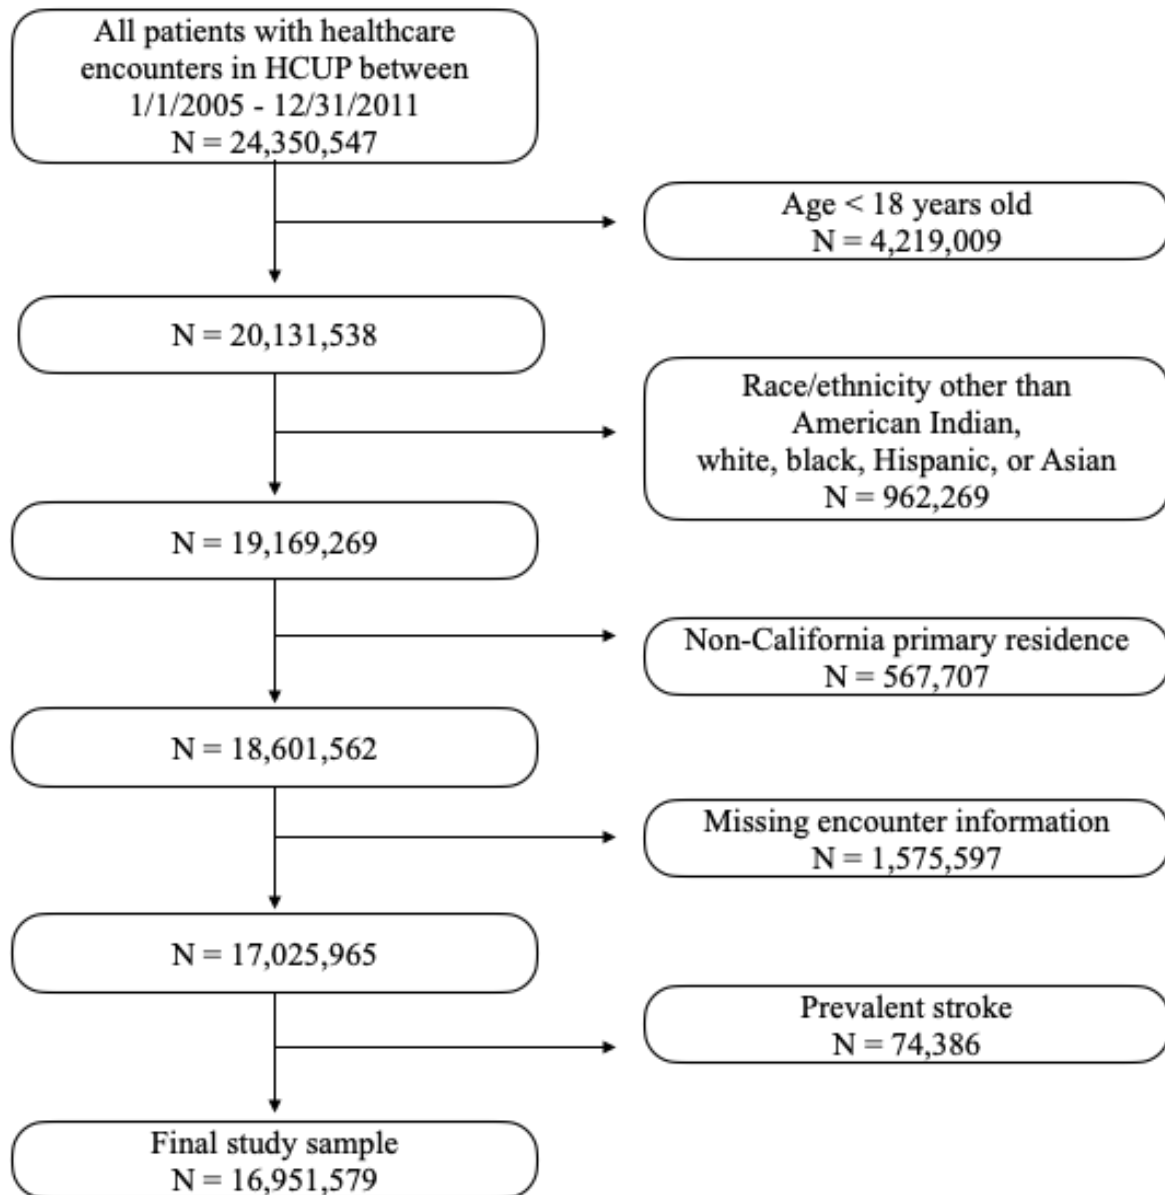 All patients with healthcare
encounters in HCUP between
1/1/2005 - 12/31/2011
N = 24,350,547
Age < 18 years old
N = 4,219,009
N = 20,131,538
Race/ethnicity other than
American Indian,
white, black, Hispanic, or Asian
N = 962,269
N = 19,169,269
Non-California primary residence
N = 567,707
N = 18,601,562
Missing encounter information
N = 1,575,597
N = 17,025,965
Prevalent stroke
N = 74,386
Final study sample
N = 16,951,579